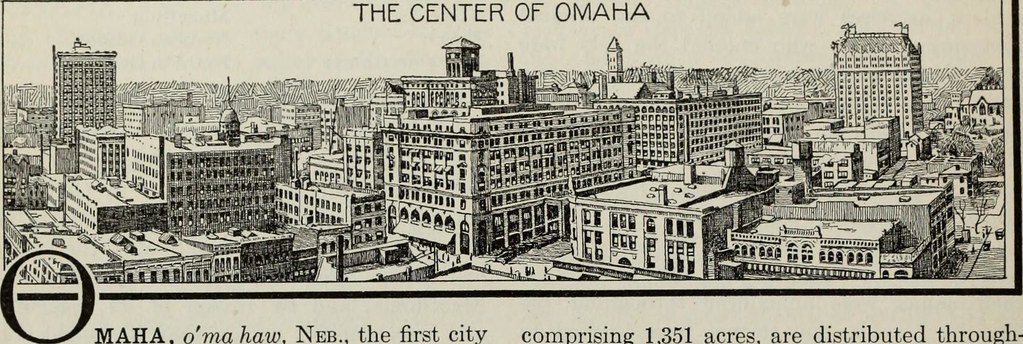 THE CENTER OF OMAHA
OMAHA, o'ma haw, NEB., the first city
comprising 1,351 acres, are distributed through-